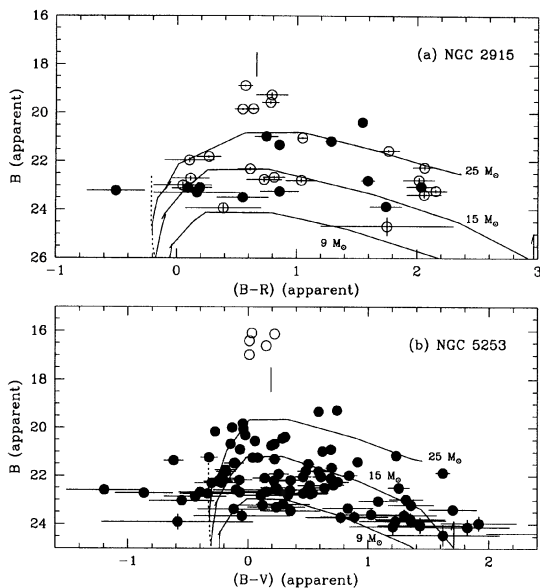 16
18
20
22
24
26
B (apparent)
(a) NGC 2915
25 M☉
15 M☉
9 M☉
-1
0
1
2
3
(B-R) (apparent)
16
18
20
22
24
B (apparent)
(b) NGC 5253
25 M☉
15 M☉
9 M☉
-1
0
1
2
(B-V) (apparent)